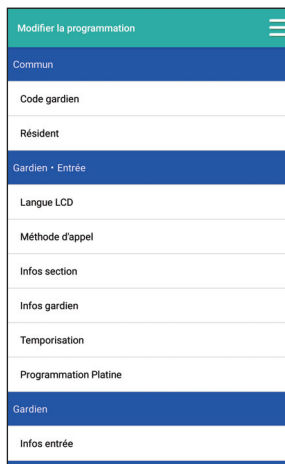 Modifier la programmation
Commun
Code gardien
Résident
Gardien・Entrée
Langue LCD
Méthode d'appel
Infos section
Infos gardien
Temporisation
Programmation Platine
Gardien
Infos entrée